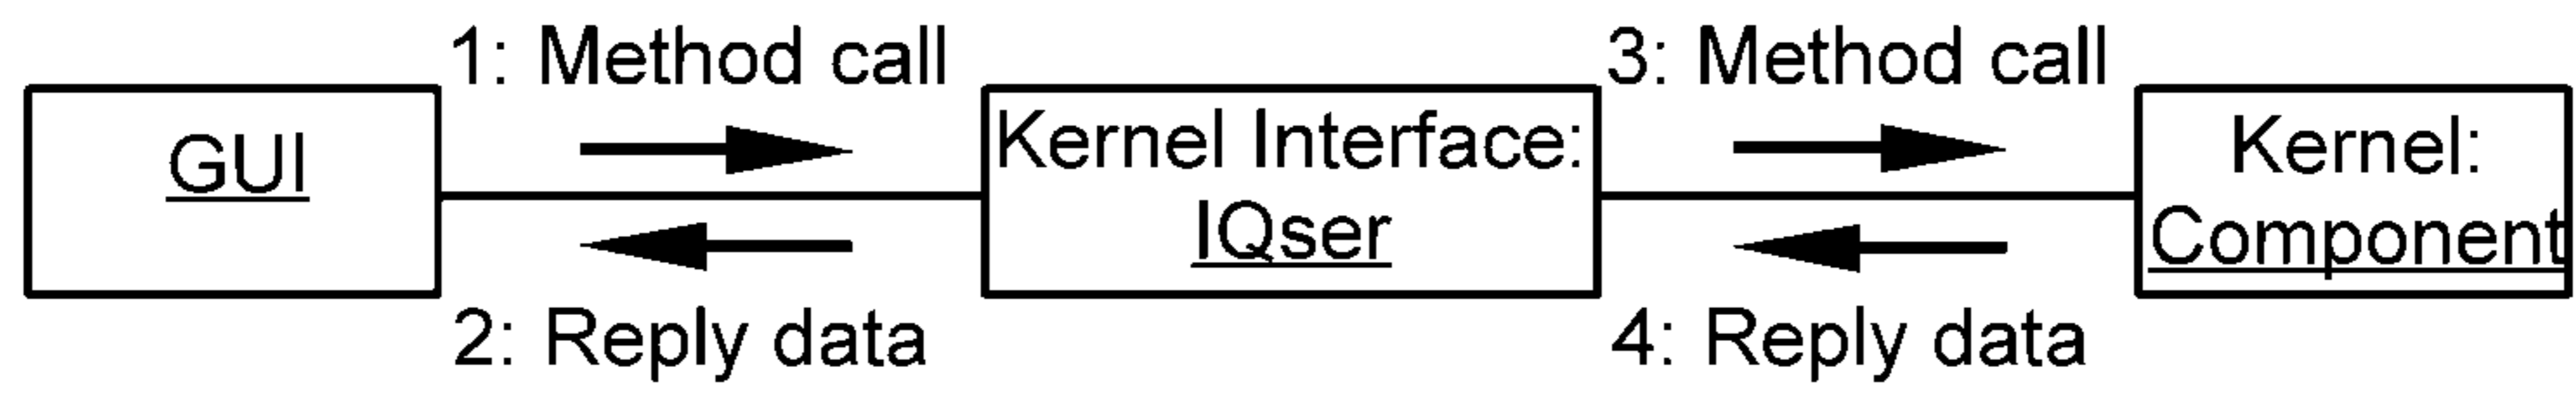 1: Method call
3: Method call
GUI
Kernel Interface:
IQser
Kernel:
Component
2: Reply data
4: Reply data